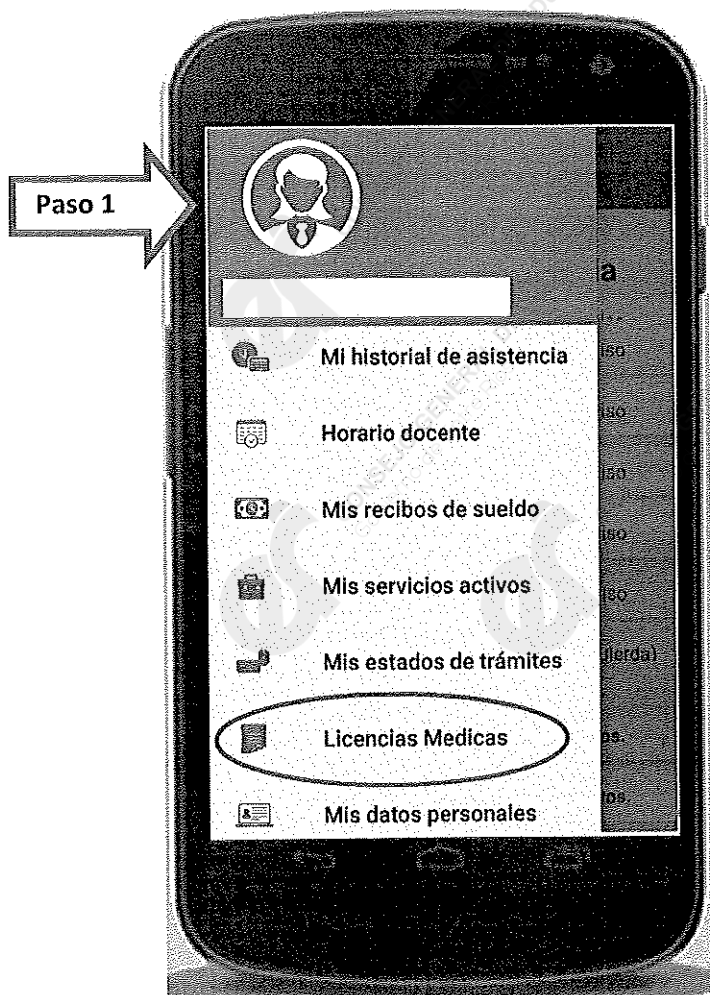 Paso 1
Mi historial de asistencia
Horario docente
Mis recibos de sueldo
Mis servicios activos
Mis estados de trámites
Licencias Medicas
Mis datos personales